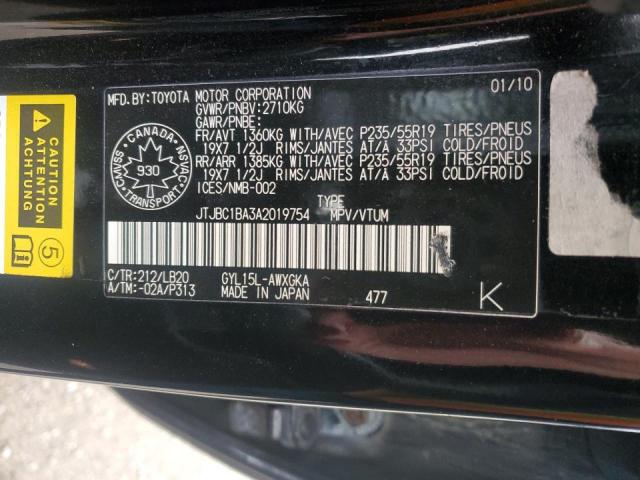 MFD.BY:TOYOTA MOTOR CORPORATION 01/10
GVWR/PNBV:2710KG
GAWR/PNBE:
FR/AVT 1360KG WITH/AVEC P235/55R19 TIRES/PNEUS
19X7 1/2J RIMS/JANTES AT/A 33PSI COLD/FROID
RR/ARR 1385KG WITH/AVEC P235/55R19 TIRES/PNEUS
19X7 1/2J RIMS/JANTES AT/A 33PSI COLD/FROID
ICES/NMB-002
CANADA
NSVAC
930
TRANSPORT
CMVSS
TYPE
JTJBC1BA3A2019754 MPV/VTUM
C/TR:212/LB20 GYL15L-AWXGKA
A/TM:-02A/P313 MADE IN JAPAN 477 K
CAUTION
ATTENTION
5